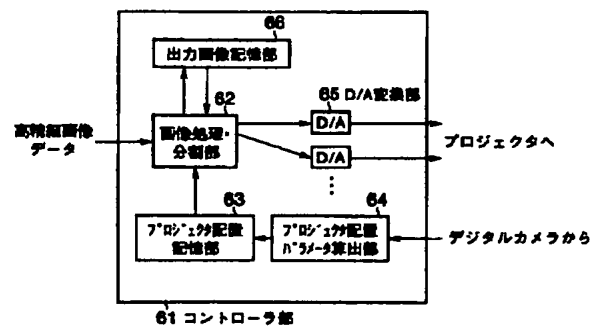 66
出力画像記憶部
62
65 D/A変換部
高精細画像
データ
画像処理・
分割部
D/A
D/A
プロジェクタへ
63
64
プロジェクタ配置
記憶部
プロジェクタ配置
パラメータ算出部
デジタルカメラから
61 コントローラ部